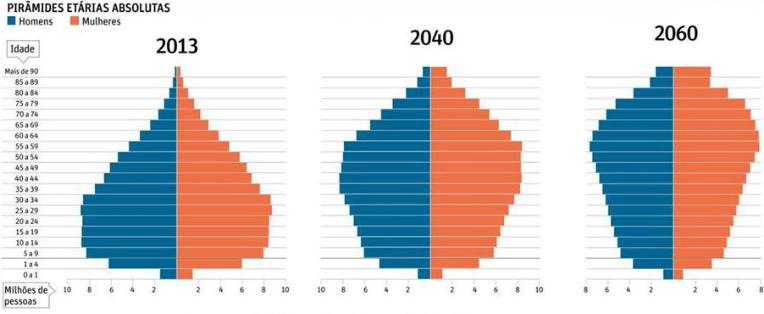 PIRÂMIDES ETÁRIAS ABSOLUTAS
Homens Mulheres
2013 2040 2060
Idade
Mais de 90
85 a 89
80 a 84
75 a 79
70 a 74
65 a 69
60 a 64
55 a 59
50 a 54
45 a 49
40 a 44
35 a 39
30 a 34
25 a 29
20 a 24
15 a 19
10 a 14
5 a 9
1 a 4
0 a 1
Milhões de
pessoas
10 8 6 4 2 2 4 6 8 10 10 8 6 4 2 2 4 6 8 10 8 6 4 2 2 4 6 8